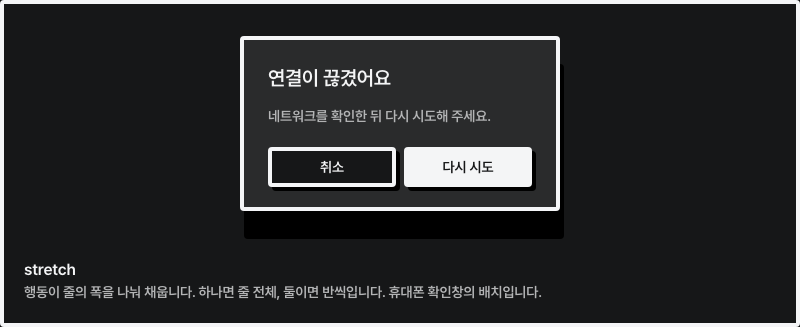 연결이 끊겼어요
네트워크를 확인한 뒤 다시 시도해 주세요.
취소
다시 시도
stretch
행동이 줄의 폭을 나눠 채웁니다. 하나면 줄 전체, 둘이면 반씩입니다. 휴대폰 확인창의 배치입니다.